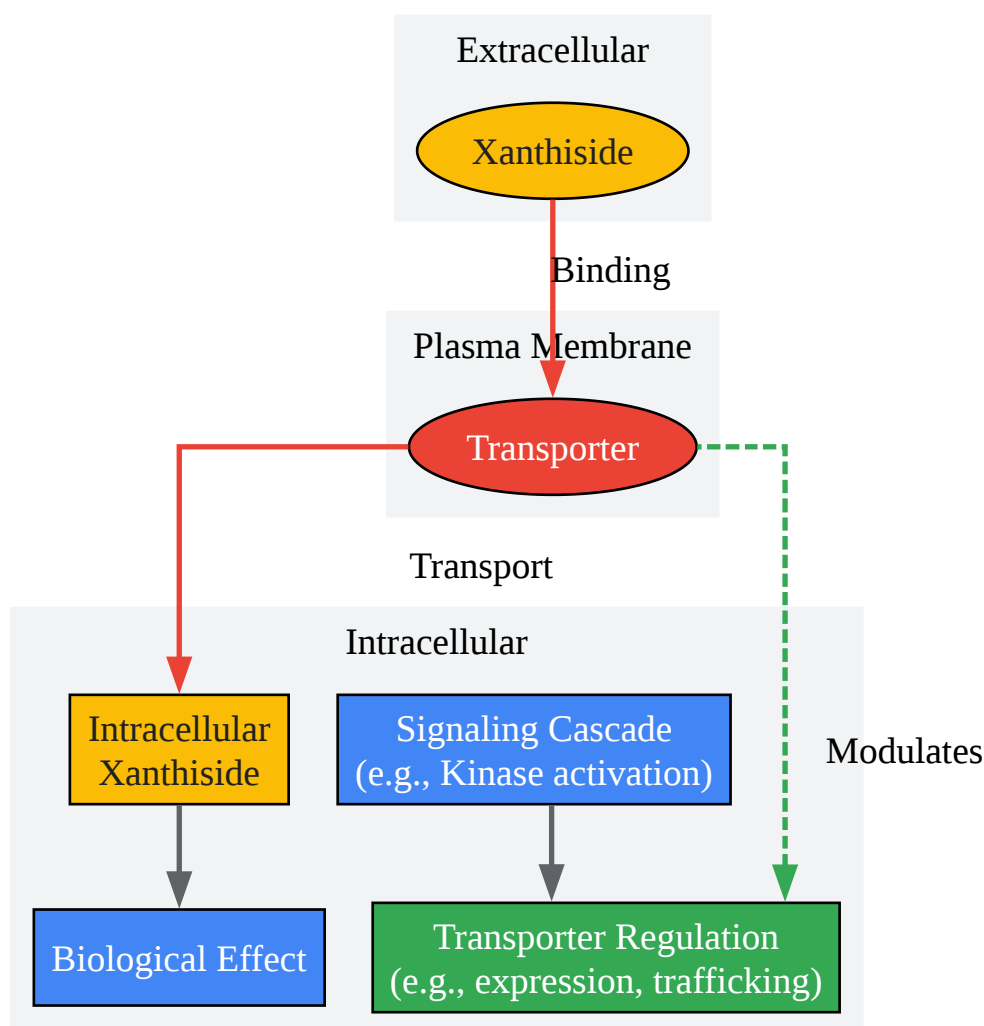 Extracellular
Xanthiside
Binding
Plasma Membrane
Transporter
Transport
Intracellular
Intracellular
Xanthiside
Signaling Cascade
(e.g., Kinase activation)
Modulates
Biological Effect
Transporter Regulation
(e.g., expression, trafficking)